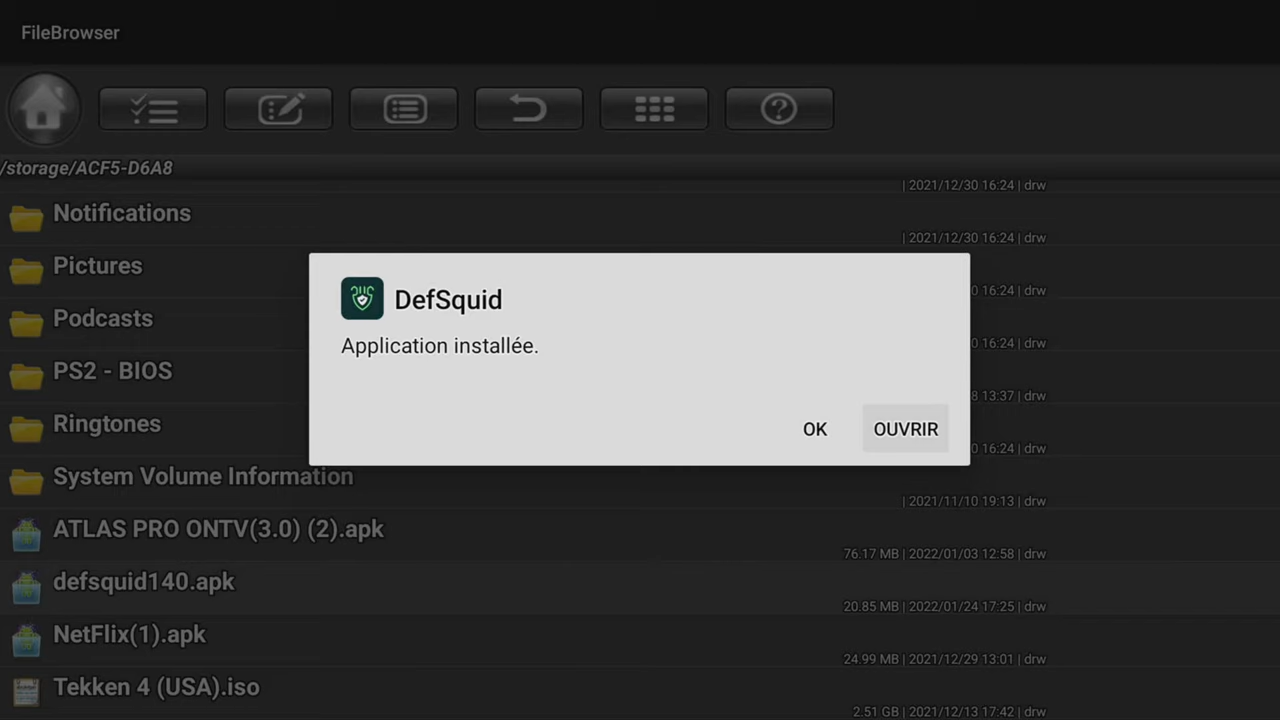 FileBrowser
/storage/ACF5-D6A8
| 2021/12/30 16:24 | drw
Notifications
| 2021/12/30 16:24 | drw
Pictures
0 16:24 | drw
Podcasts
0 16:24 | drw
PS2 - BIOS
8 13:37 | drw
Ringtones
0 16:24 | drw
System Volume Information
| 2021/11/10 19:13 | drw
ATLAS PRO ONTV(3.0) (2).apk
76.17 MB | 2022/01/03 12:58 | drw
defsquid140.apk
20.85 MB | 2022/01/24 17:25 | drw
NetFlix(1).apk
24.99 MB | 2021/12/29 13:01 | drw
Tekken 4 (USA).iso
2.51 GB | 2021/12/13 17:42 | drw
DefSquid
Application installée.
OK
OUVRIR